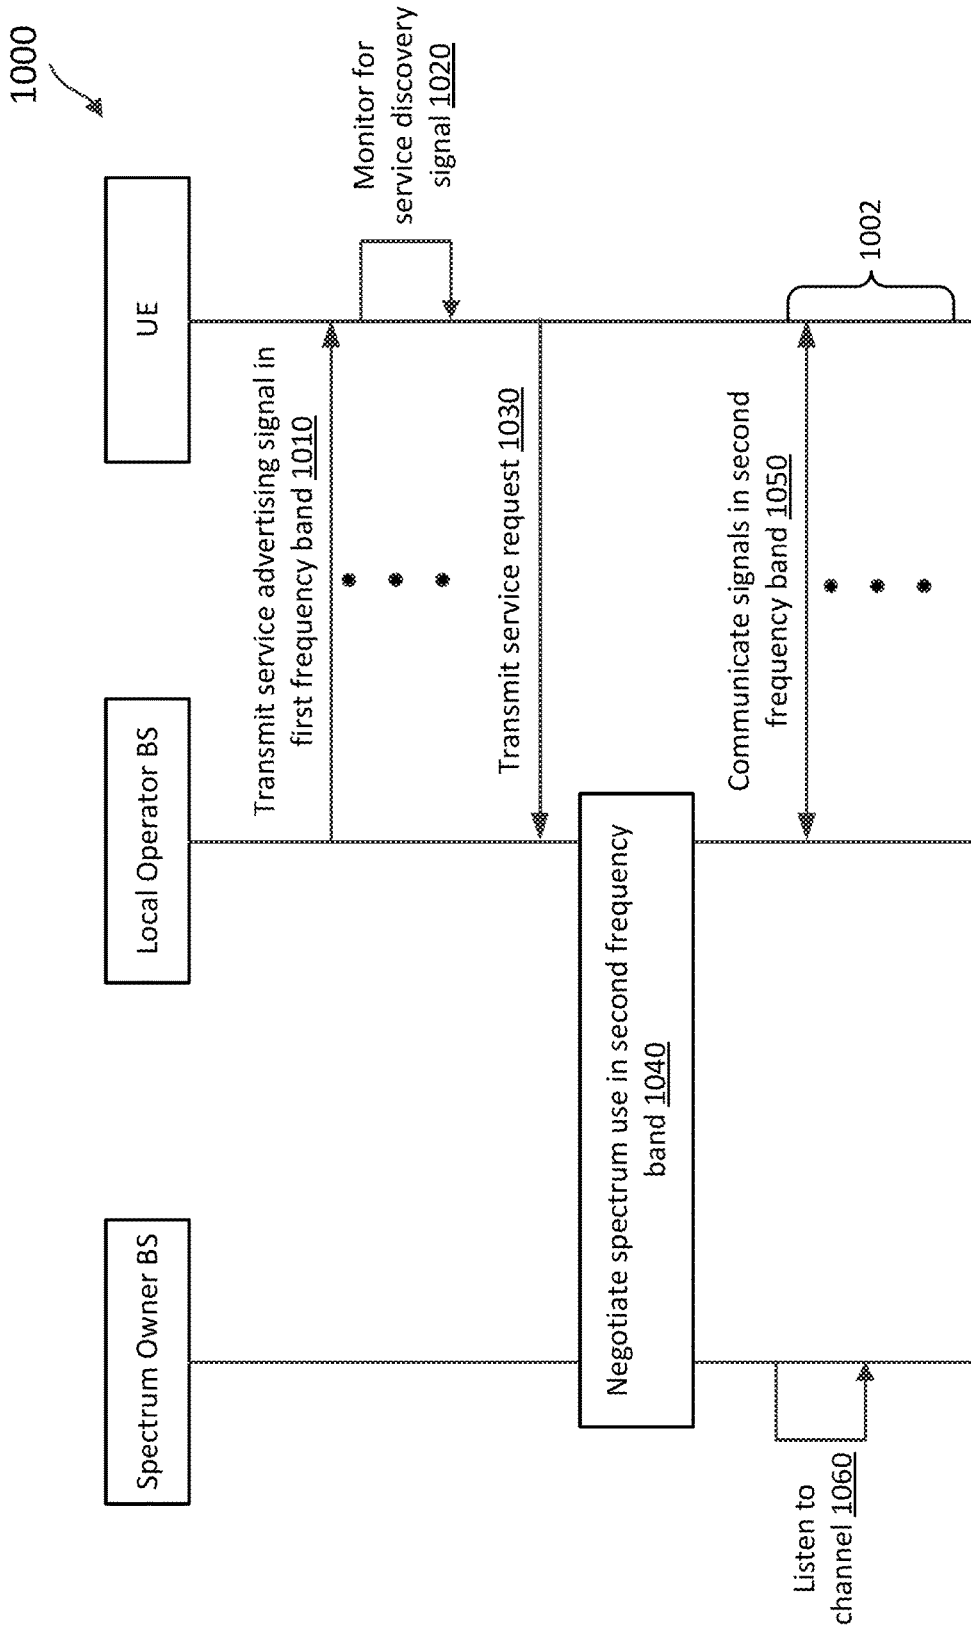 1000
Spectrum Owner BS
Local Operator BS
UE
Transmit service advertising signal in
first frequency band 1010
Monitor for
service discovery
signal 1020
Transmit service request 1030
Negotiate spectrum use in second frequency
band 1040
Communicate signals in second
frequency band 1050
1002
Listen to
channel 1060